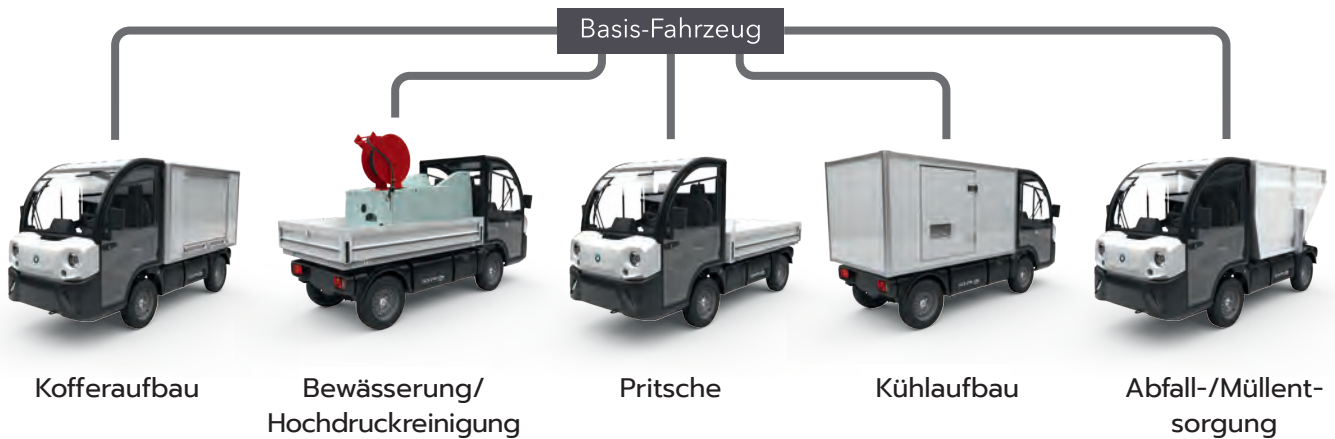 Basis-Fahrzeug
Kofferaufbau
Bewässerung/
Hochdruckreinigung
Pritsche
Kühlaufbau
Abfall-/Müllent-
sorgung